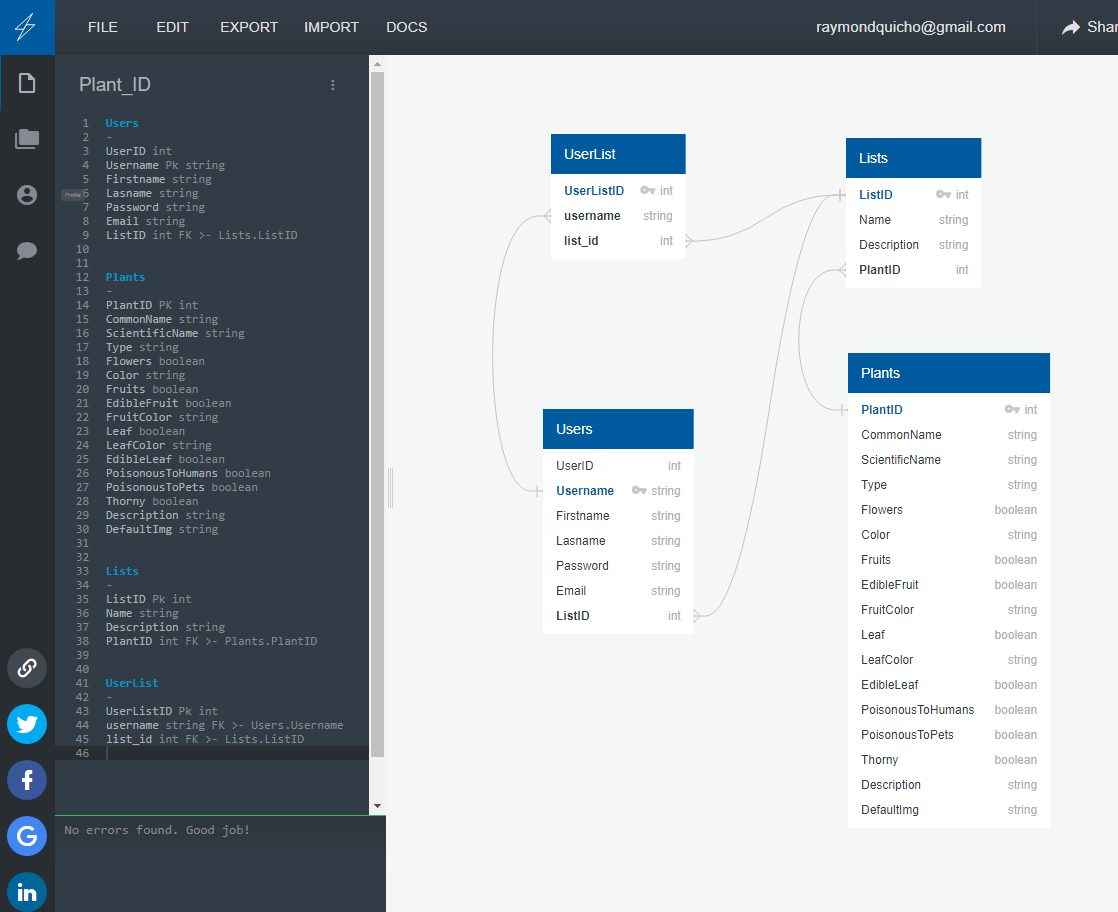 FILE EDIT EXPORT IMPORT DOCS raymondquicho@gmail.com Shar
Plant_ID
1 Users
2 -
3 UserID int
4 Username Pk string
5 Firstname string
6 Lasname string
Profile
7 Password string
8 Email string
9 ListID int FK >- Lists.ListID
10
11
12 Plants
13 -
14 PlantID PK int
15 CommonName string
16 ScientificName string
17 Type string
18 Flowers boolean
19 Color string
20 Fruits boolean
21 EdibleFruit boolean
22 FruitColor string
23 Leaf boolean
24 LeafColor string
25 EdibleLeaf boolean
26 PoisonousToHumans boolean
27 PoisonousToPets boolean
28 Thorny boolean
29 Description string
30 DefaultImg string
31
32
33 Lists
34 -
35 ListID Pk int
36 Name string
37 Description string
38 PlantID int FK >- Plants.PlantID
39
40
41 UserList
42 -
43 UserListID Pk int
44 username string FK >- Users.Username
45 list_id int FK >- Lists.ListID
46
No errors found. Good job!
UserList
UserListID int
username string
list_id int
Lists
ListID int
Name string
Description string
PlantID int
Users
UserID int
Username string
Firstname string
Lasname string
Password string
Email string
ListID int
Plants
PlantID int
CommonName string
ScientificName string
Type string
Flowers boolean
Color string
Fruits boolean
EdibleFruit boolean
FruitColor string
Leaf boolean
LeafColor string
EdibleLeaf boolean
PoisonousToHumans boolean
PoisonousToPets boolean
Thorny boolean
Description string
DefaultImg string